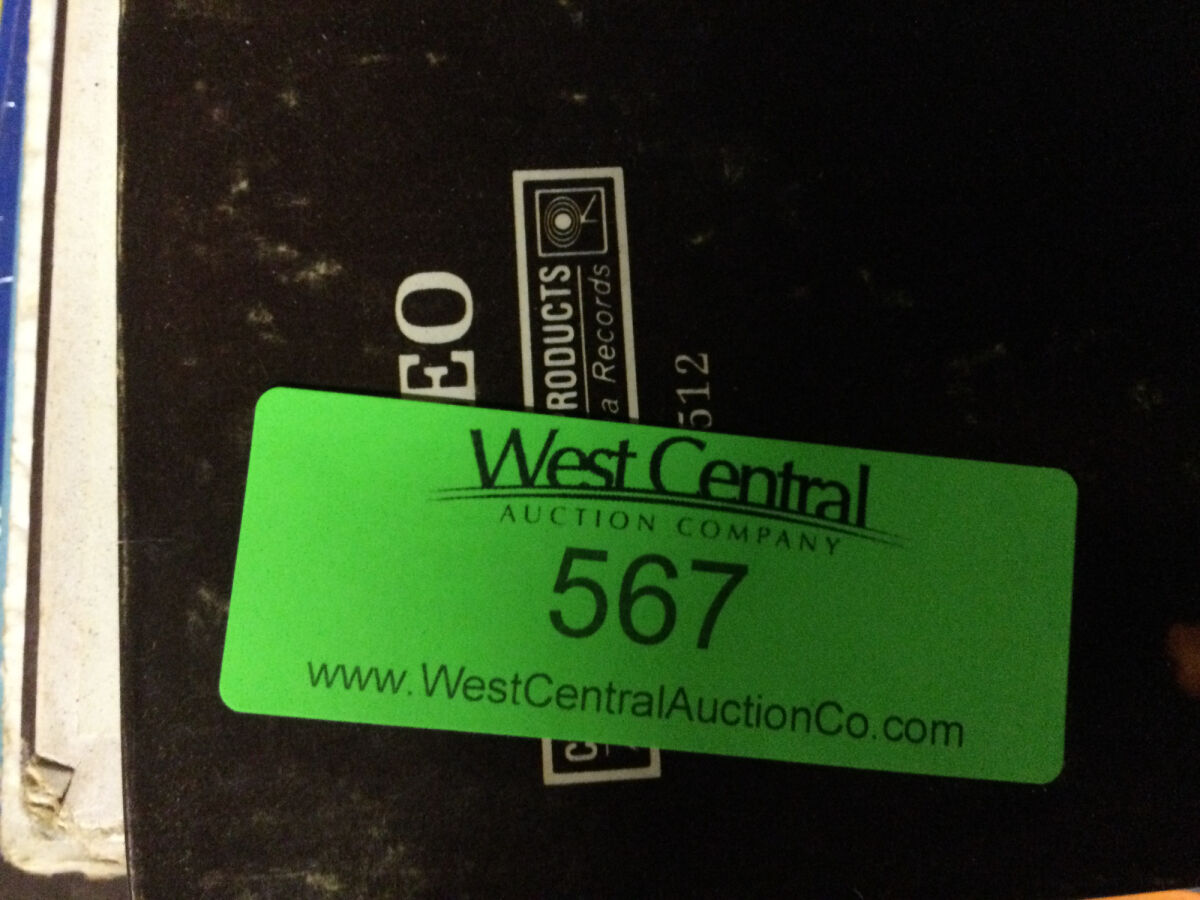 West Central
AUCTION COMPANY
567
www.WestCentralAuctionCo.com
EO
RODUCTS
a Records
512